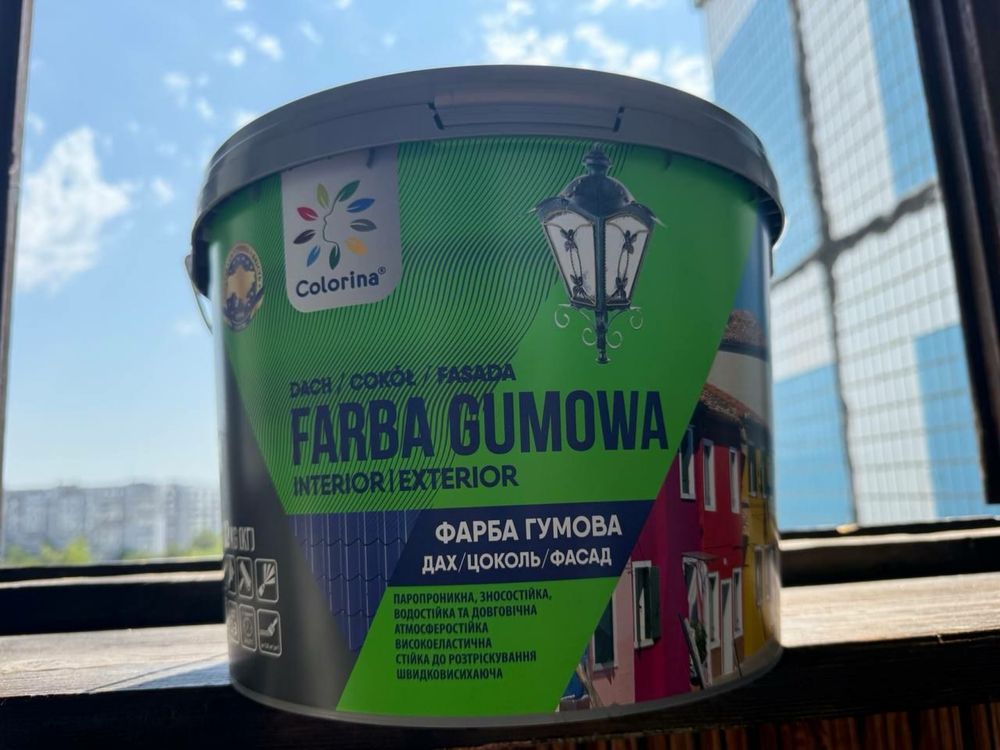 Colorina®
DACH / COKÓŁ / FASADA
FARBA GUMOWA
INTERIOR | EXTERIOR
ФАРБА ГУМОВА
ДАХ/ЦОКОЛЬ/ФАСАД
ПАРОПРОНИКНА, ЗНОСОСТІЙКА,
ВОДОСТІЙКА ТА ДОВГОВІЧНА
АТМОСФЕРОСТІЙКА
ВИСОКОЕЛАСТИЧНА
СТІЙКА ДО РОЗТРІСКУВАННЯ
ШВИДКОВИСИХАЮЧА